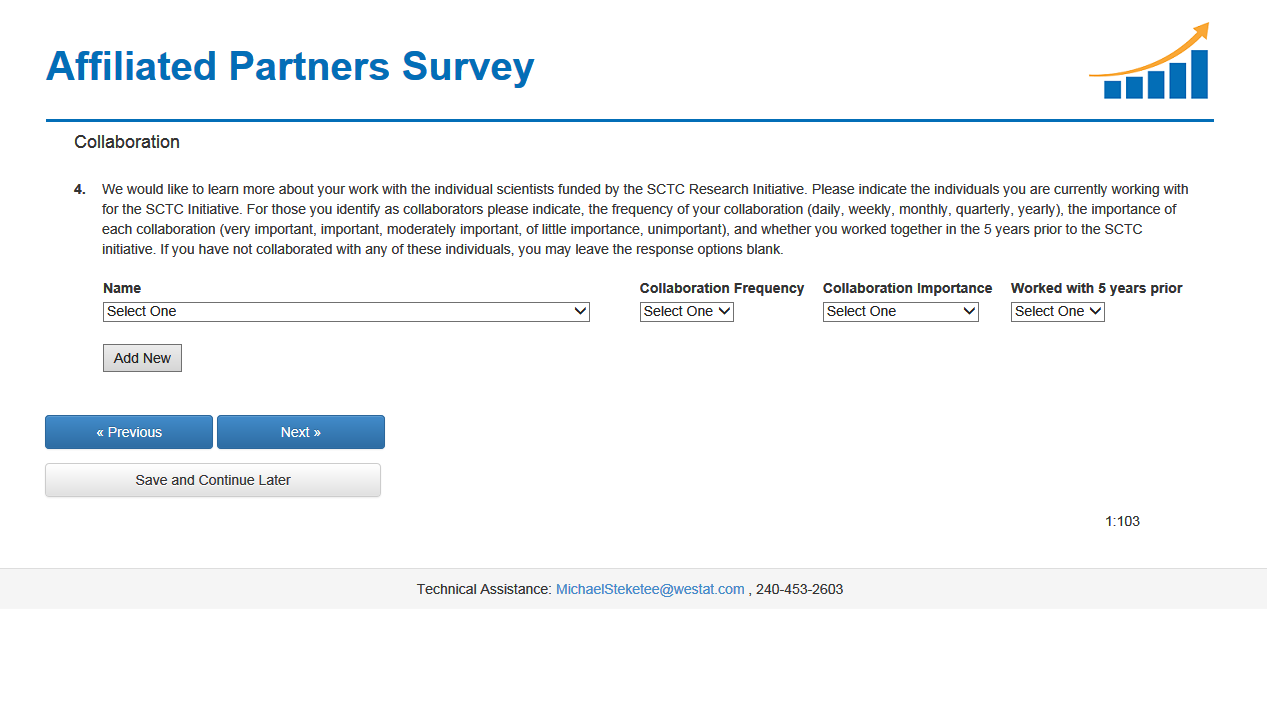 Affiliated Partners Survey
Collaboration
4. We would like to learn more about your work with the individual scientists funded by the SCTC Research Initiative. Please indicate the individuals you are currently working with
for the SCTC Initiative. For those you identify as collaborators please indicate, the frequency of your collaboration (daily, weekly, monthly, quarterly, yearly), the importance of
each collaboration (very important, important, moderately important, of little importance, unimportant), and whether you worked together in the 5 years prior to the SCTC
initiative. If you have not collaborated with any of these individuals, you may leave the response options blank.
Name Collaboration Frequency Collaboration Importance Worked with 5 years prior
Select One Select One Select One Select One
Add New
« Previous Next »
Save and Continue Later
1:103
Technical Assistance: MichaelSteketee@westat.com , 240-453-2603